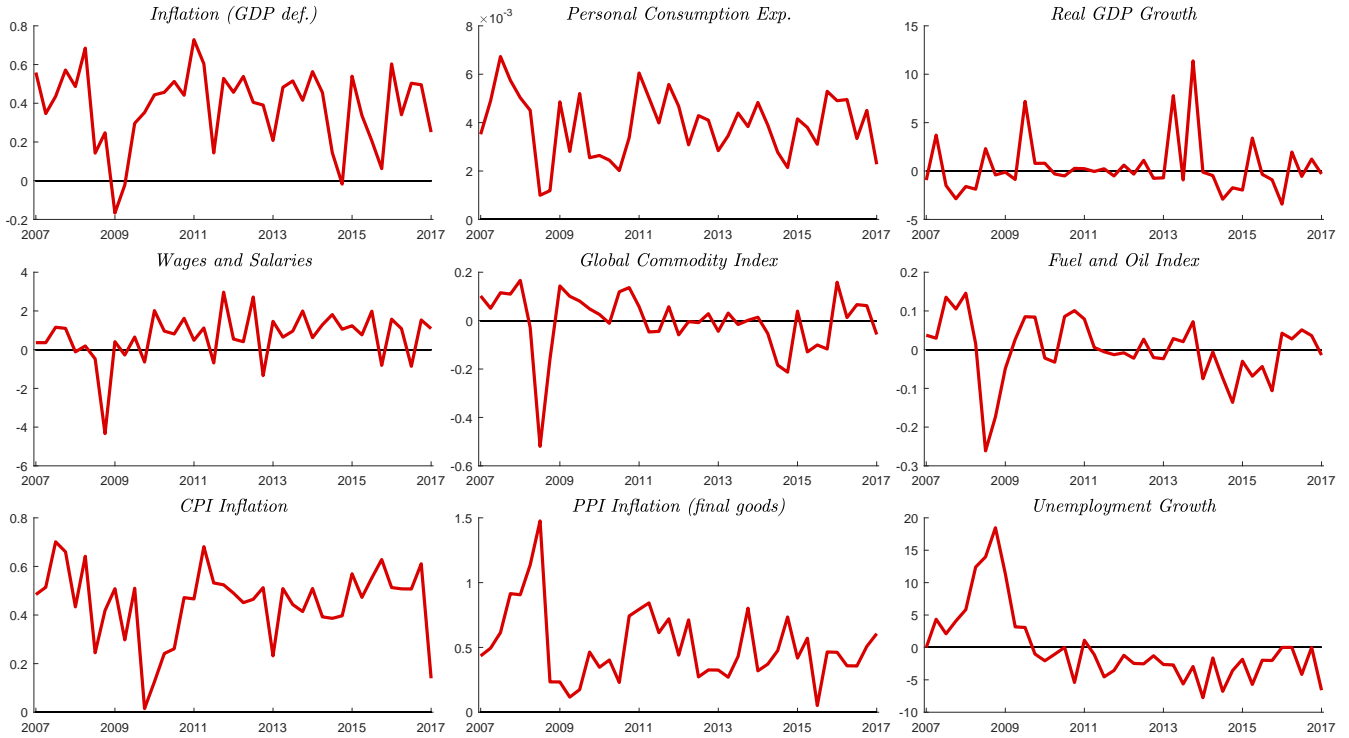 Inflation (GDP def.)
0.8
0.6
0.4
0.2
0
-0.2
2007 2009 2011 2013 2015 2017
Personal Consumption Exp.
×10-3
8
6
4
2
0
2007 2009 2011 2013 2015 2017
Real GDP Growth
15
10
5
0
-5
2007 2009 2011 2013 2015 2017
Wages and Salaries
4
2
0
-2
-4
-6
2007 2009 2011 2013 2015 2017
Global Commodity Index
0.2
0
-0.2
-0.4
-0.6
2007 2009 2011 2013 2015 2017
Fuel and Oil Index
0.2
0.1
0
-0.1
-0.2
-0.3
2007 2009 2011 2013 2015 2017
CPI Inflation
0.8
0.6
0.4
0.2
0
2007 2009 2011 2013 2015 2017
PPI Inflation (final goods)
1.5
1
0.5
0
2007 2009 2011 2013 2015 2017
Unemployment Growth
20
15
10
5
0
-5
-10
2007 2009 2011 2013 2015 2017